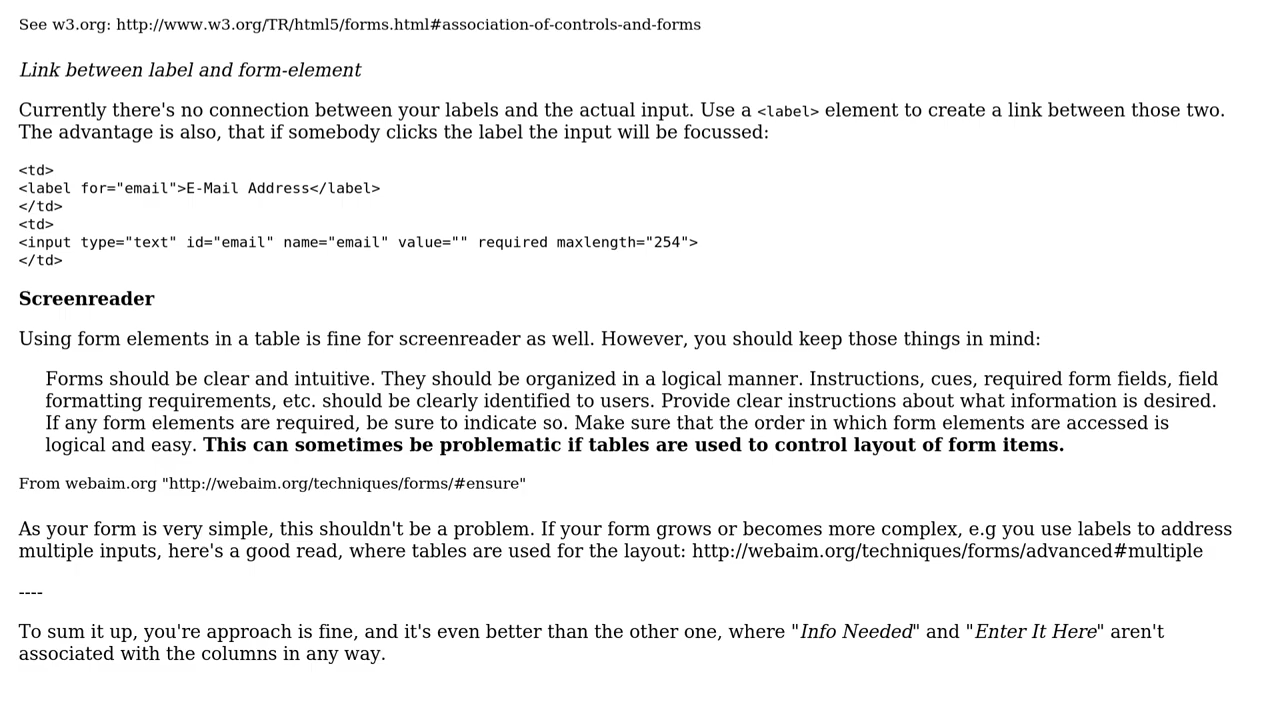 See w3.org: http://www.w3.org/TR/html5/forms.html#association-of-controls-and-forms
Link between label and form-element
Currently there's no connection between your labels and the actual input. Use a <label> element to create a link between those two.
The advantage is also, that if somebody clicks the label the input will be focussed:
<td>
<label for="email">E-Mail Address</label>
</td>
<td>
<input type="text" id="email" name="email" value="" required maxlength="254">
</td>
Screenreader
Using form elements in a table is fine for screenreader as well. However, you should keep those things in mind:
Forms should be clear and intuitive. They should be organized in a logical manner. Instructions, cues, required form fields, field
formatting requirements, etc. should be clearly identified to users. Provide clear instructions about what information is desired.
If any form elements are required, be sure to indicate so. Make sure that the order in which form elements are accessed is
logical and easy. This can sometimes be problematic if tables are used to control layout of form items.
From webaim.org "http://webaim.org/techniques/forms/#ensure"
As your form is very simple, this shouldn't be a problem. If your form grows or becomes more complex, e.g you use labels to address
multiple inputs, here's a good read, where tables are used for the layout: http://webaim.org/techniques/forms/advanced#multiple
----
To sum it up, you're approach is fine, and it's even better than the other one, where "Info Needed" and "Enter It Here" aren't
associated with the columns in any way.